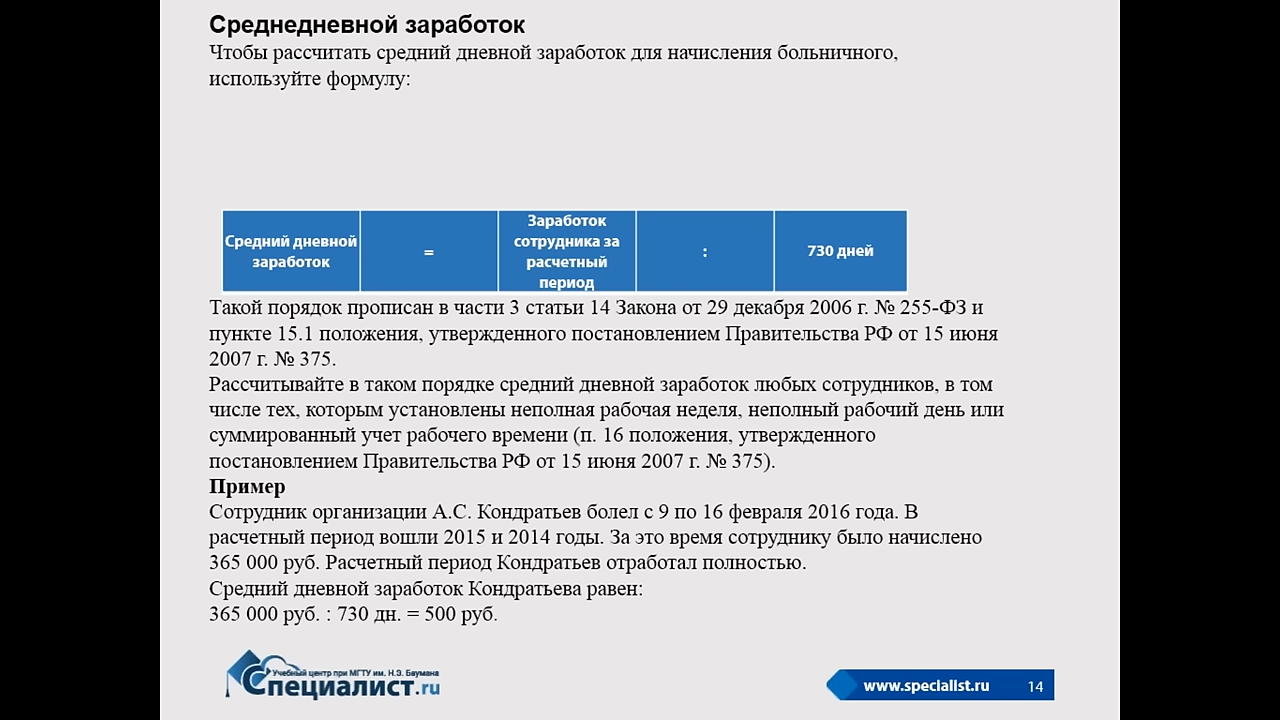 Среднедневной заработок
Чтобы рассчитать средний дневной заработок для начисления больничного,
используйте формулу:
Средний дневной заработок = Заработок сотрудника за расчетный период : 730 дней
Такой порядок прописан в части 3 статьи 14 Закона от 29 декабря 2006 г. № 255-ФЗ и
пункте 15.1 положения, утвержденного постановлением Правительства РФ от 15 июня
2007 г. № 375.
Рассчитывайте в таком порядке средний дневной заработок любых сотрудников, в том
числе тех, которым установлены неполная рабочая неделя, неполный рабочий день или
суммированный учет рабочего времени (п. 16 положения, утвержденного
постановлением Правительства РФ от 15 июня 2007 г. № 375).
Пример
Сотрудник организации А.С. Кондратьев болел с 9 по 16 февраля 2016 года. В
расчетный период вошли 2015 и 2014 годы. За это время сотруднику было начислено
365 000 руб. Расчетный период Кондратьев отработал полностью.
Средний дневной заработок Кондратьева равен:
365 000 руб. : 730 дн. = 500 руб.
Учебный центр при МГТУ им. Н.Э. Баумана
Специалист.ru
www.specialist.ru 14